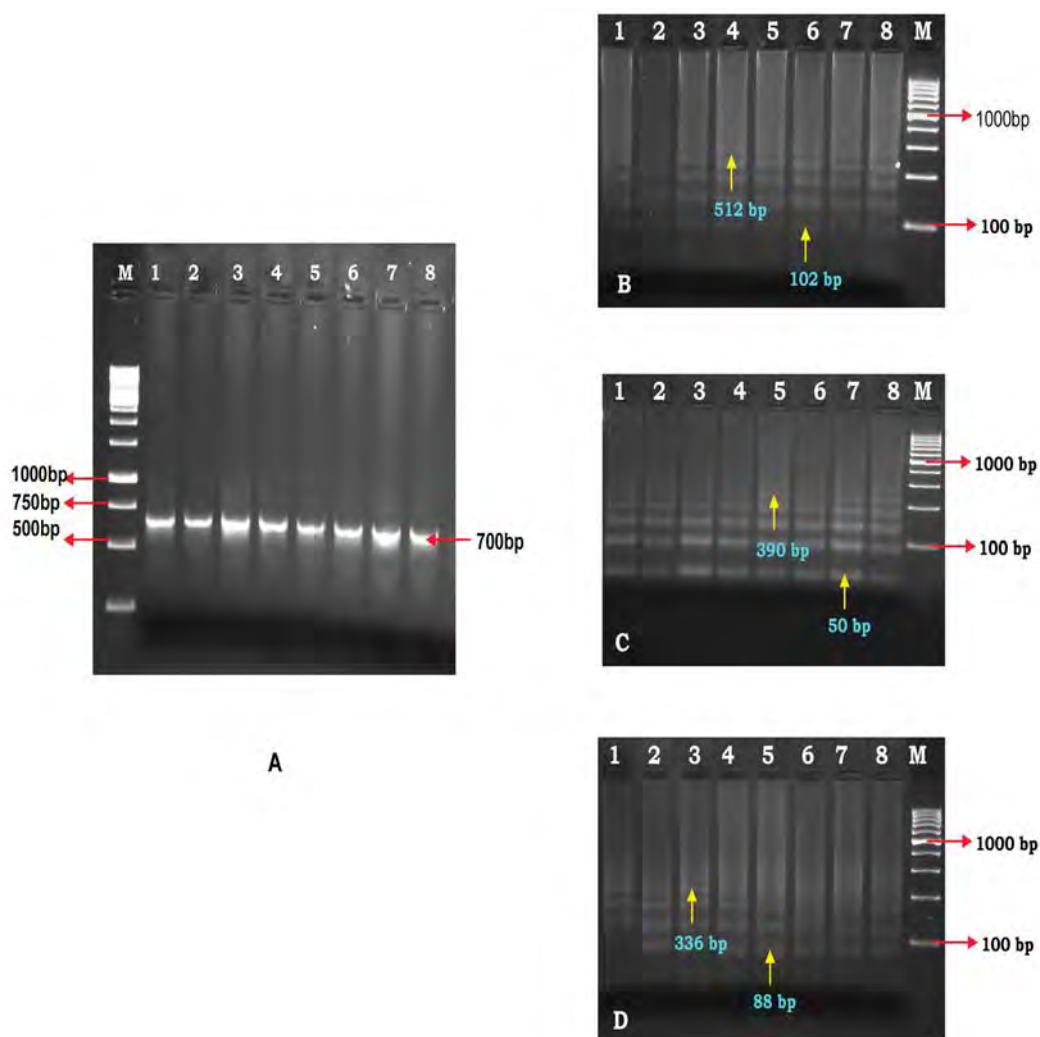 M 1 2 3 4 5 6 7 8
1000bp
750bp
500bp
700bp
A
1 2 3 4 5 6 7 8 M
1000bp
512 bp
100 bp
102 bp
B
1 2 3 4 5 6 7 8 M
1000 bp
390 bp
100 bp
50 bp
C
1 2 3 4 5 6 7 8 M
1000 bp
336 bp
100 bp
88 bp
D